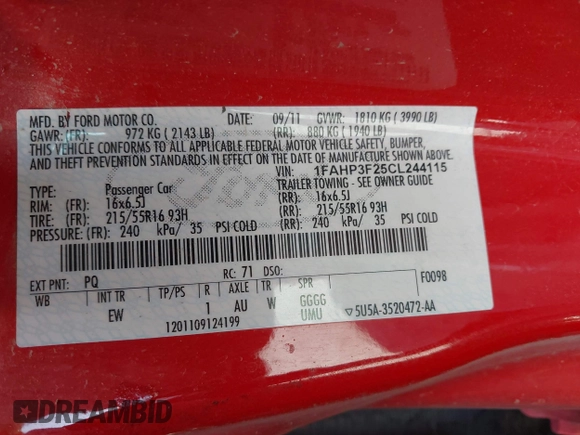 MFD. BY FORD MOTOR CO. DATE: 09/11 GVWR: 1810 KG ( 3990 LB)
GAWR: (FR): 972 KG ( 2143 LB) (RR): 880 KG ( 1940 LB)
THIS VEHICLE CONFORMS TO ALL APPLICABLE FEDERAL MOTOR VEHICLE SAFETY, BUMPER,
AND THEFT PREVENTION STANDARDS IN EFFECT ON THE DATE OF MANUFACTURE SHOWN ABOVE.
VIN: 1FAHP3F25CL244115
TYPE: Passenger Car TRAILER TOWING - SEE OWNER GUIDE
RIM: (FR): 16x6.5J (RR): 16x6.5J
TIRE: (FR): 215/55R16 93H (RR): 215/55R16 93H
PRESSURE: (FR): 240 kPa/ 35 PSI COLD (RR): 240 kPa/ 35 PSI COLD
EXT PNT: PQ RC: 71 DSO: F0098
WB INT TR TP/PS R AXLE TR SPR
EW 1 AU W GGGG
UMU
1201109124199 5U5A-3520472-AA
Ford
DREAMBID